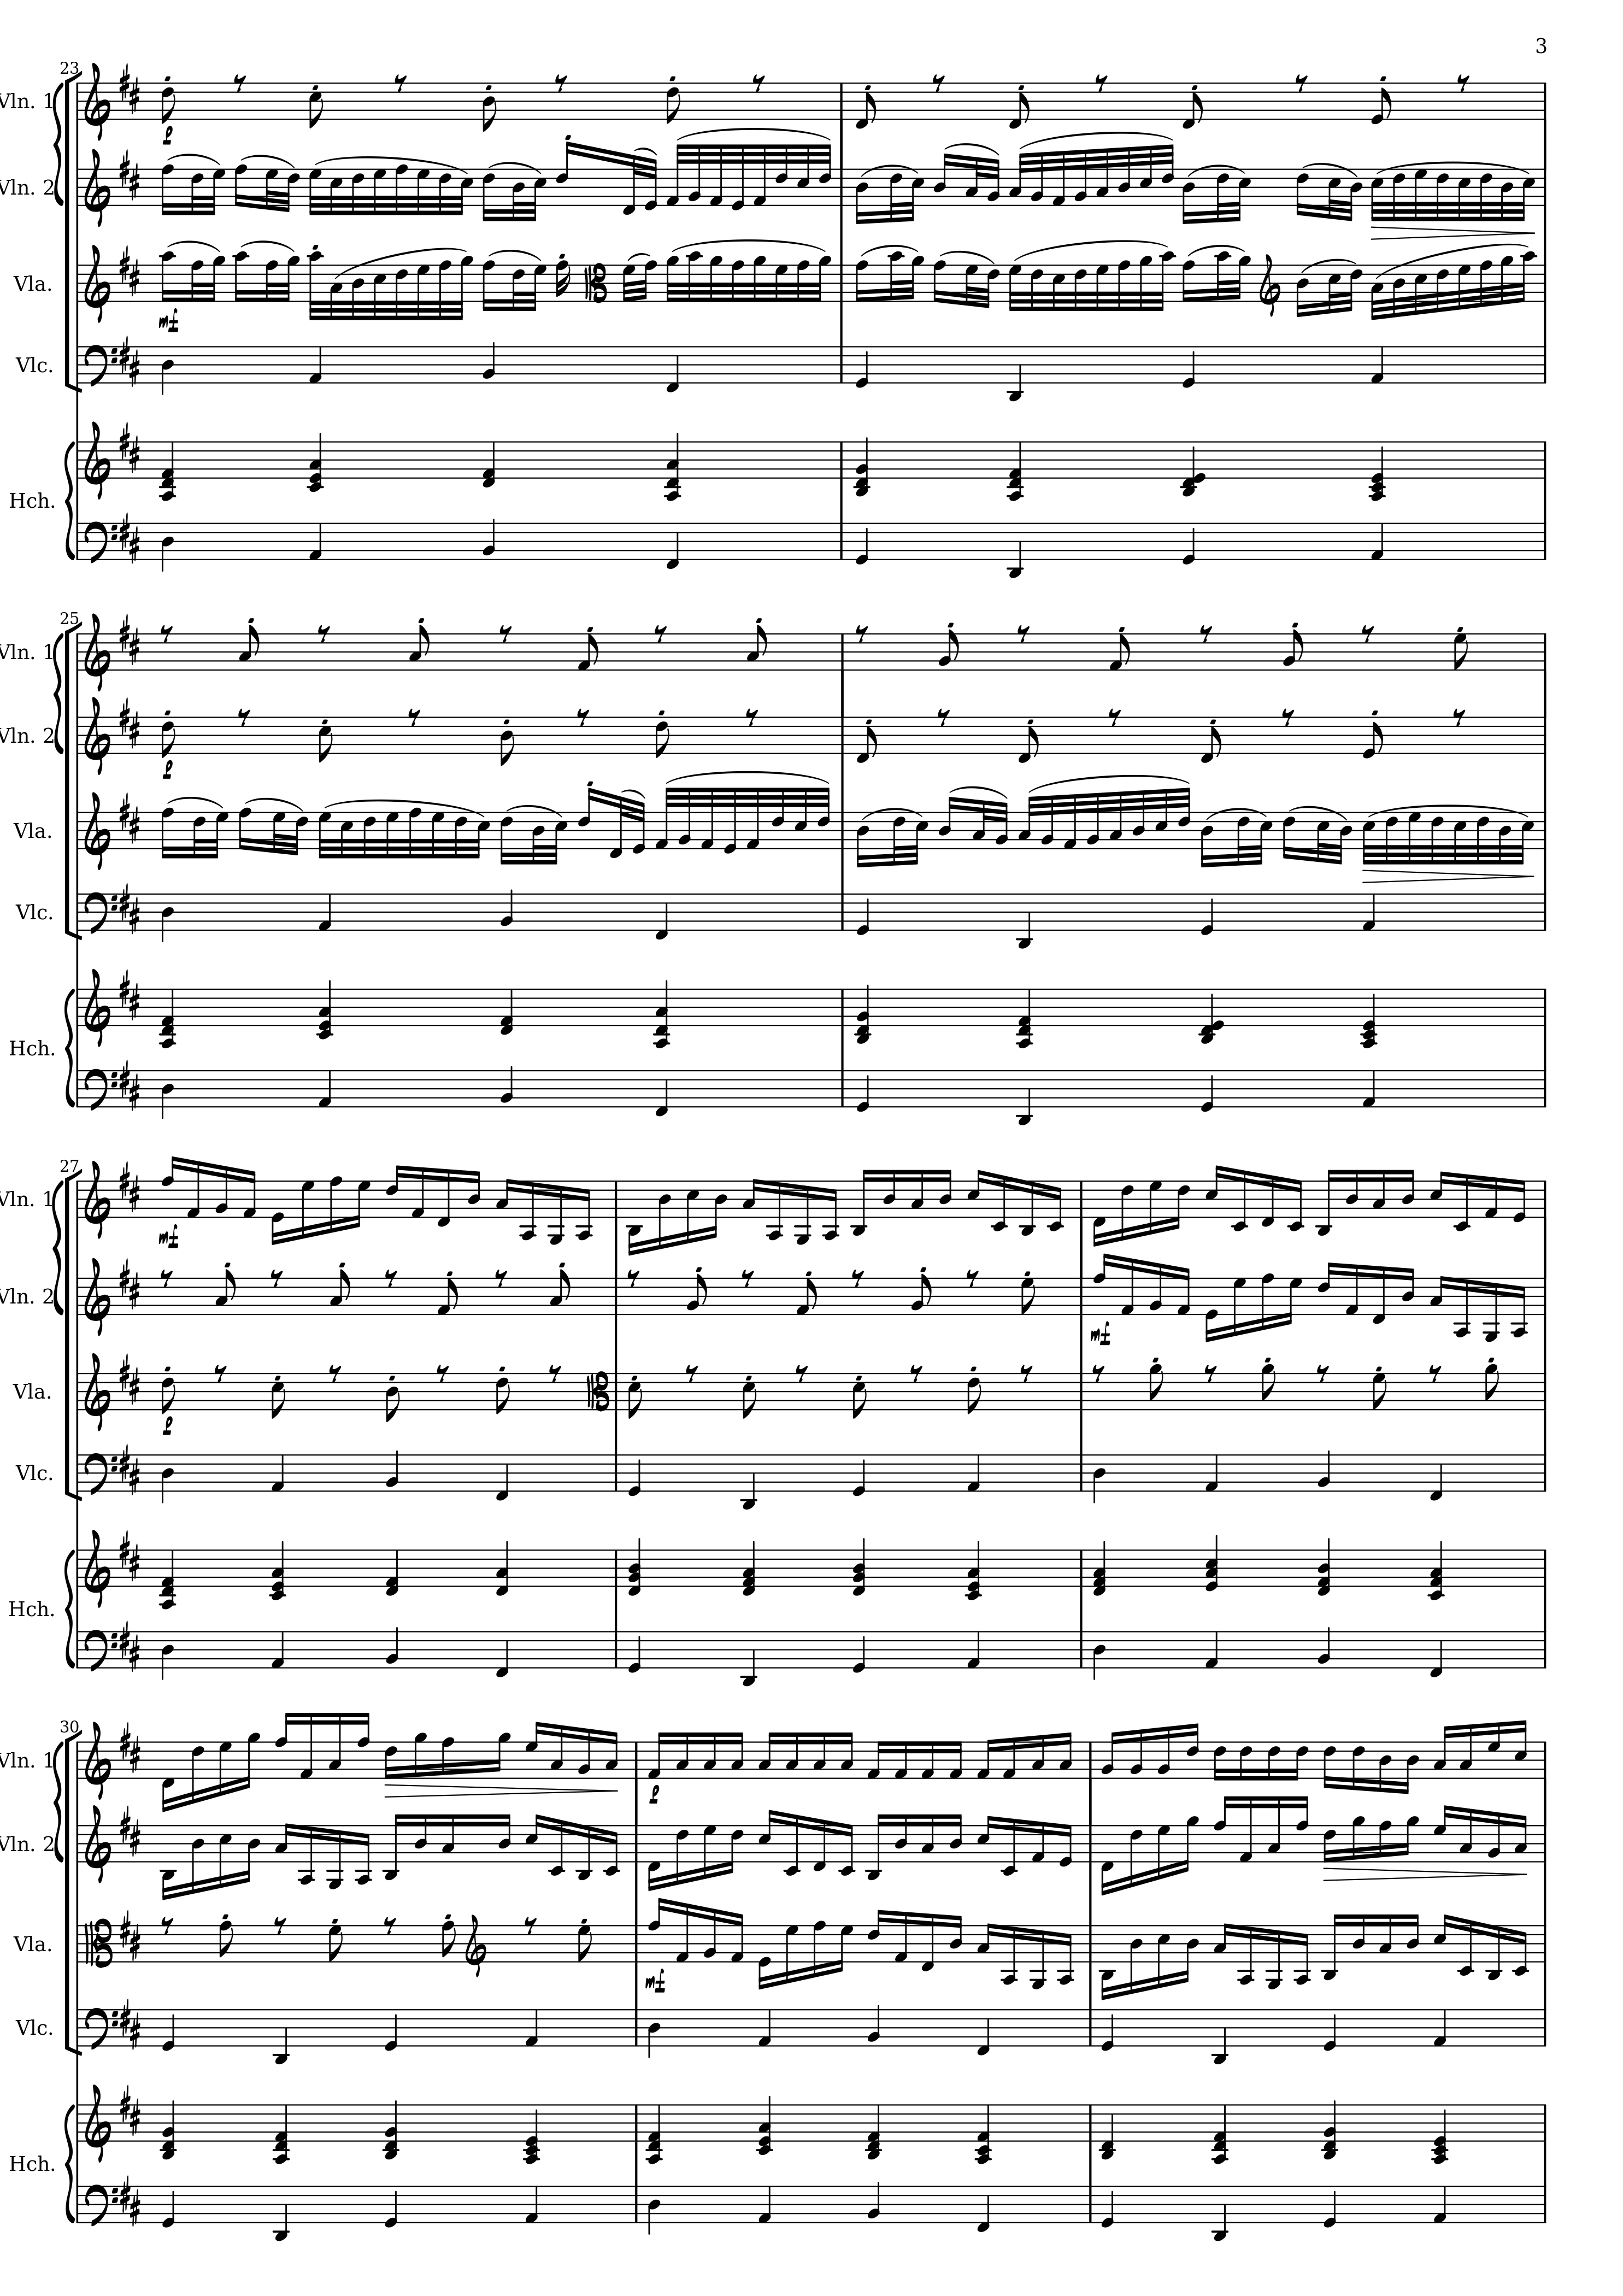 3
23
Vln. 1
p
Vln. 2
Vla.
mf
Vlc.
Hch.
25
Vln. 1
Vln. 2
p
Vla.
Vlc.
Hch.
27
Vln. 1
mf
Vln. 2
mf
Vla.
p
Vlc.
Hch.
30
Vln. 1
p
Vln. 2
Vla.
mf
Vlc.
Hch.